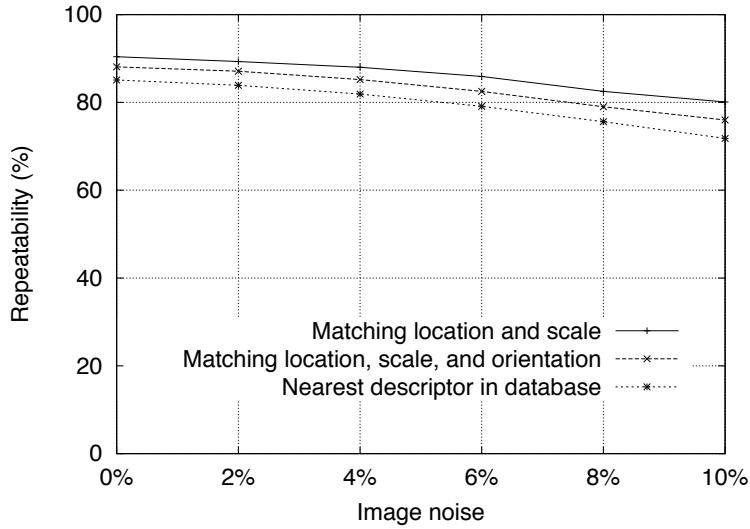 100
80
60
40
20
0
Repeatability (%)
Matching location and scale
Matching location, scale, and orientation
Nearest descriptor in database
0% 2% 4% 6% 8% 10%
Image noise